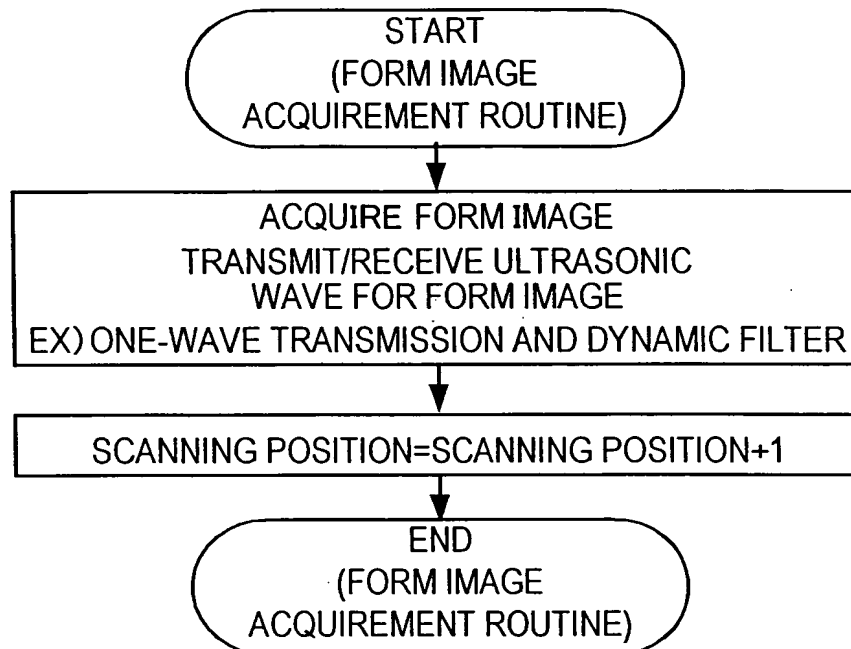 START
(FORM IMAGE
ACQUIREMENT ROUTINE)
ACQUIRE FORM IMAGE
TRANSMIT/RECEIVE ULTRASONIC
WAVE FOR FORM IMAGE
EX) ONE-WAVE TRANSMISSION AND DYNAMIC FILTER
SCANNING POSITION=SCANNING POSITION+1
END
(FORM IMAGE
ACQUIREMENT ROUTINE)